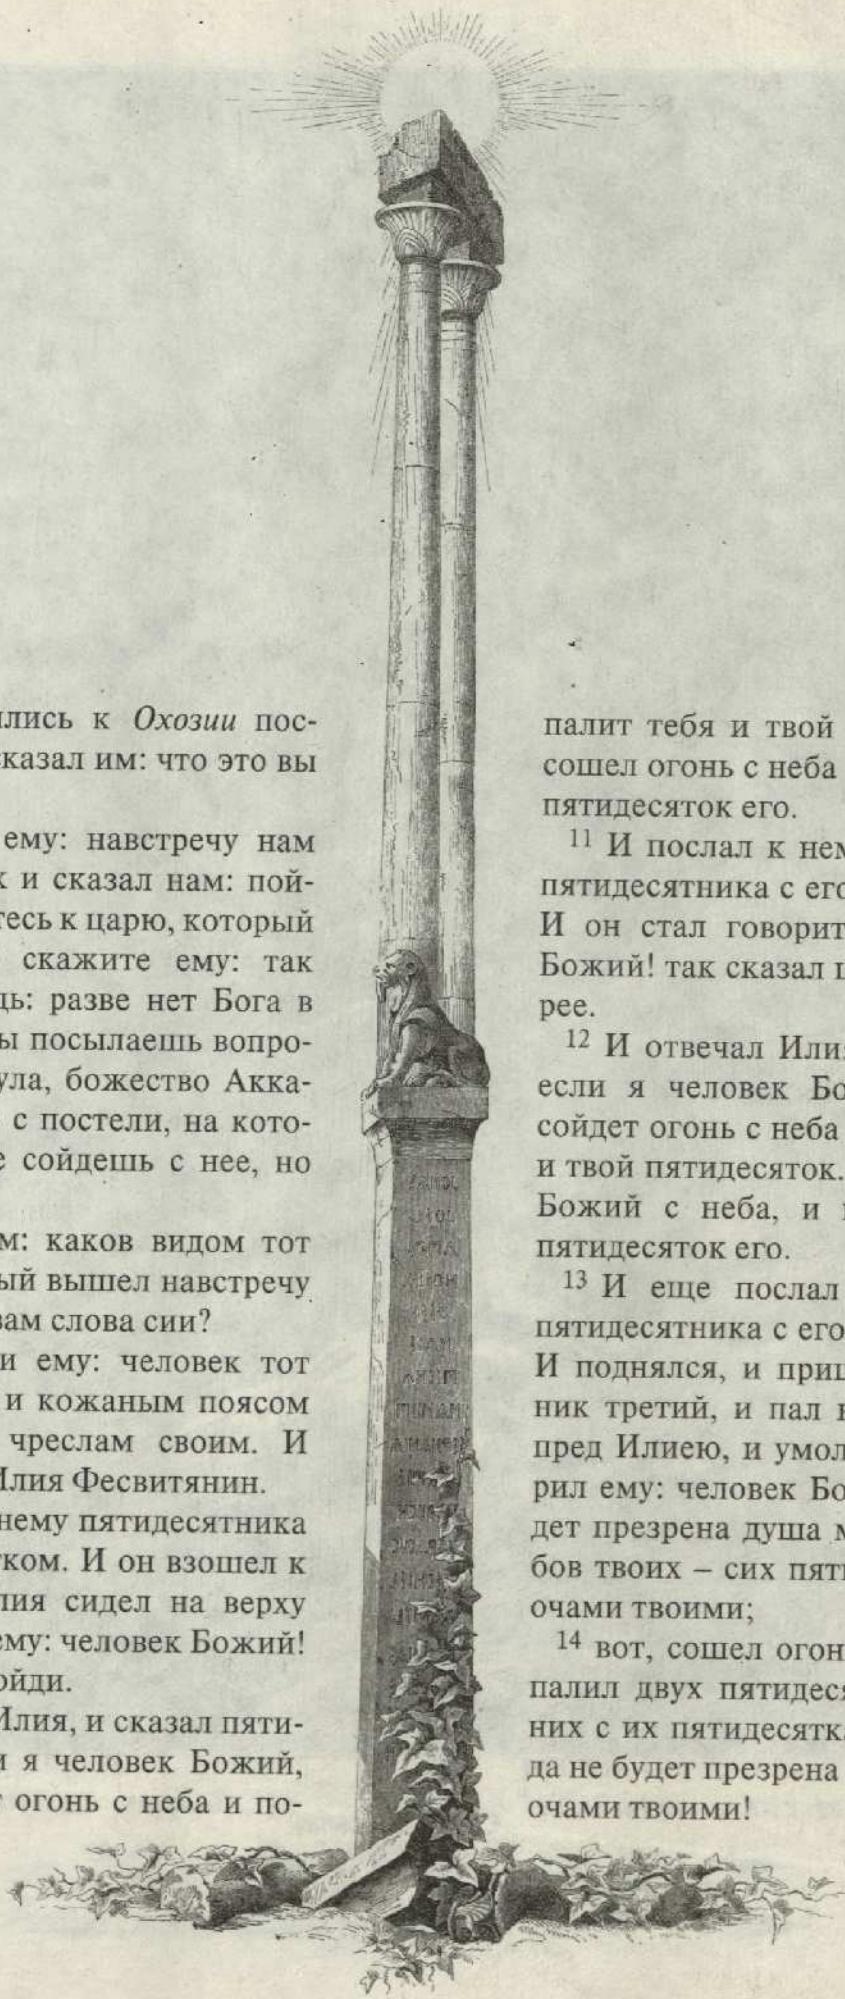 лись к Охозии пос-
казал им: что это вы
ему: навстречу нам
и сказал нам: пой-
тесь к царю, который
скажите ему: так
дь: разве нет Бога в
ы посылаешь вопро-
ула, божество Акка-
с постели, на кото-
е сойдешь с нее, но
м: каков видом тот
ый вышел навстречу
вам слова сии?
и ему: человек тот
и кожаным поясом
чреслам своим. И
Илия Фесвитянин.
нему пятидесятника
ком. И он взошел к
лия сидел на верху
ему: человек Божий!
ойди.
Илия, и сказал пяти-
и я человек Божий,
огонь с неба и по-
палит тебя и твой
сошел огонь с неба
пятидесяток его.
11 И послал к нем
пятидесятника с его
И он стал говорит
Божий! так сказал ц
рее.
12 И отвечал Илия
если я человек Бо
сойдет огонь с неба
и твой пятидесяток.
Божий с неба, и
пятидесяток его.
13 И еще послал
пятидесятника с его
И поднялся, и приш
ник третий, и пал
пред Илиею, и умол
рил ему: человек Бо
дет презрена душа м
бов твоих – сих пят
очами твоими;
14 вот, сошел огон
палил двух пятидеся
них с их пятидесятка
да не будет презрена
очами твоими!